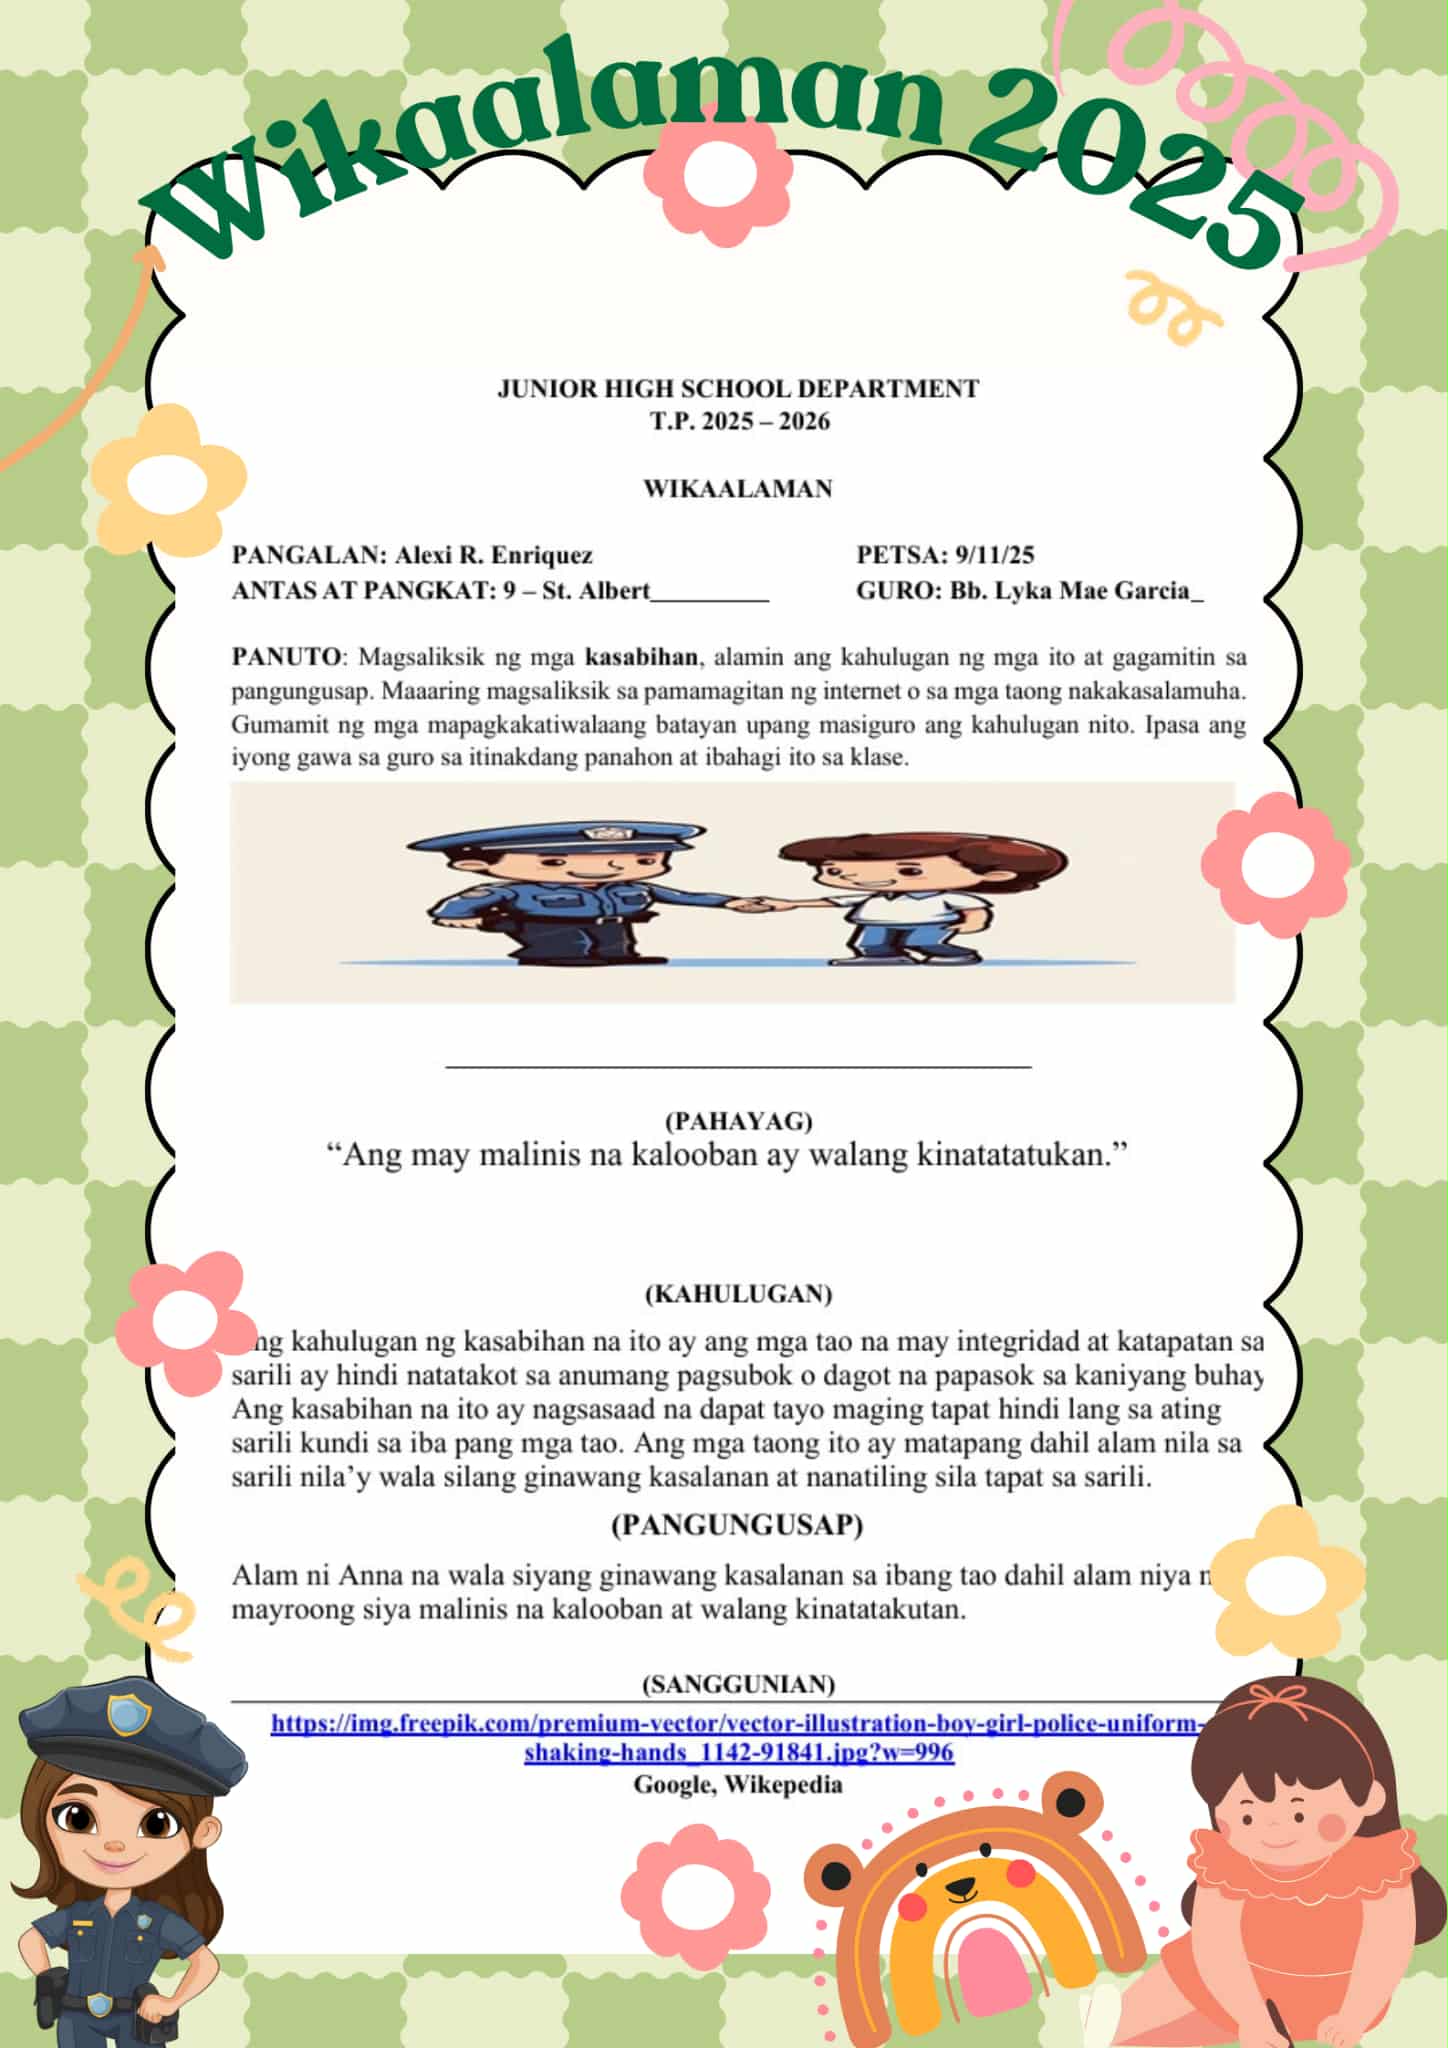 Wikaalaman 2025
JUNIOR HIGH SCHOOL DEPARTMENT
T.P. 2025 – 2026
WIKAALAMAN
PANGALAN: Alexi R. Enriquez
PETSA: 9/11/25
ANTAS AT PANGKAT: 9 – St. Albert_________
GURO: Bb. Lyka Mae Garcia_
PANUTO: Magsaliksik ng mga kasabihan, alamin ang kahulugan ng mga ito at gagamitin sa
pangungusap. Maaaring magsaliksik sa pamamagitan ng internet o sa mga taong nakakasalamuha.
Gumamit ng mga mapagkakatiwalaang batayan upang masiguro ang kahulugan nito. Ipasa ang
iyong gawa sa guro sa itinakdang panahon at ibahagi ito sa klase.
(PAHAYAG)
“Ang may malinis na kalooban ay walang kinatatatukan.”
(KAHULUGAN)
ng kahulugan ng kasabihan na ito ay ang mga tao na may integridad at katapatan sa
sarili ay hindi natatakot sa anumang pagsubok o dagot na papasok sa kaniyang buhay
Ang kasabihan na ito ay nagsasaad na dapat tayo maging tapat hindi lang sa ating
sarili kundi sa iba pang mga tao. Ang mga taong ito ay matapang dahil alam nila sa
sarili nila’y wala silang ginawang kasalanan at nanatiling sila tapat sa sarili.
(PANGUNGUSAP)
Alam ni Anna na wala siyang ginawang kasalanan sa ibang tao dahil alam niya n
mayroong siya malinis na kalooban at walang kinatatakutan.
(SANGGUNIAN)
https://img.freepik.com/premium-vector/vector-illustration-boy-girl-police-uniform-
shaking-hands_1142-91841.jpg?w=996
Google, Wikepedia